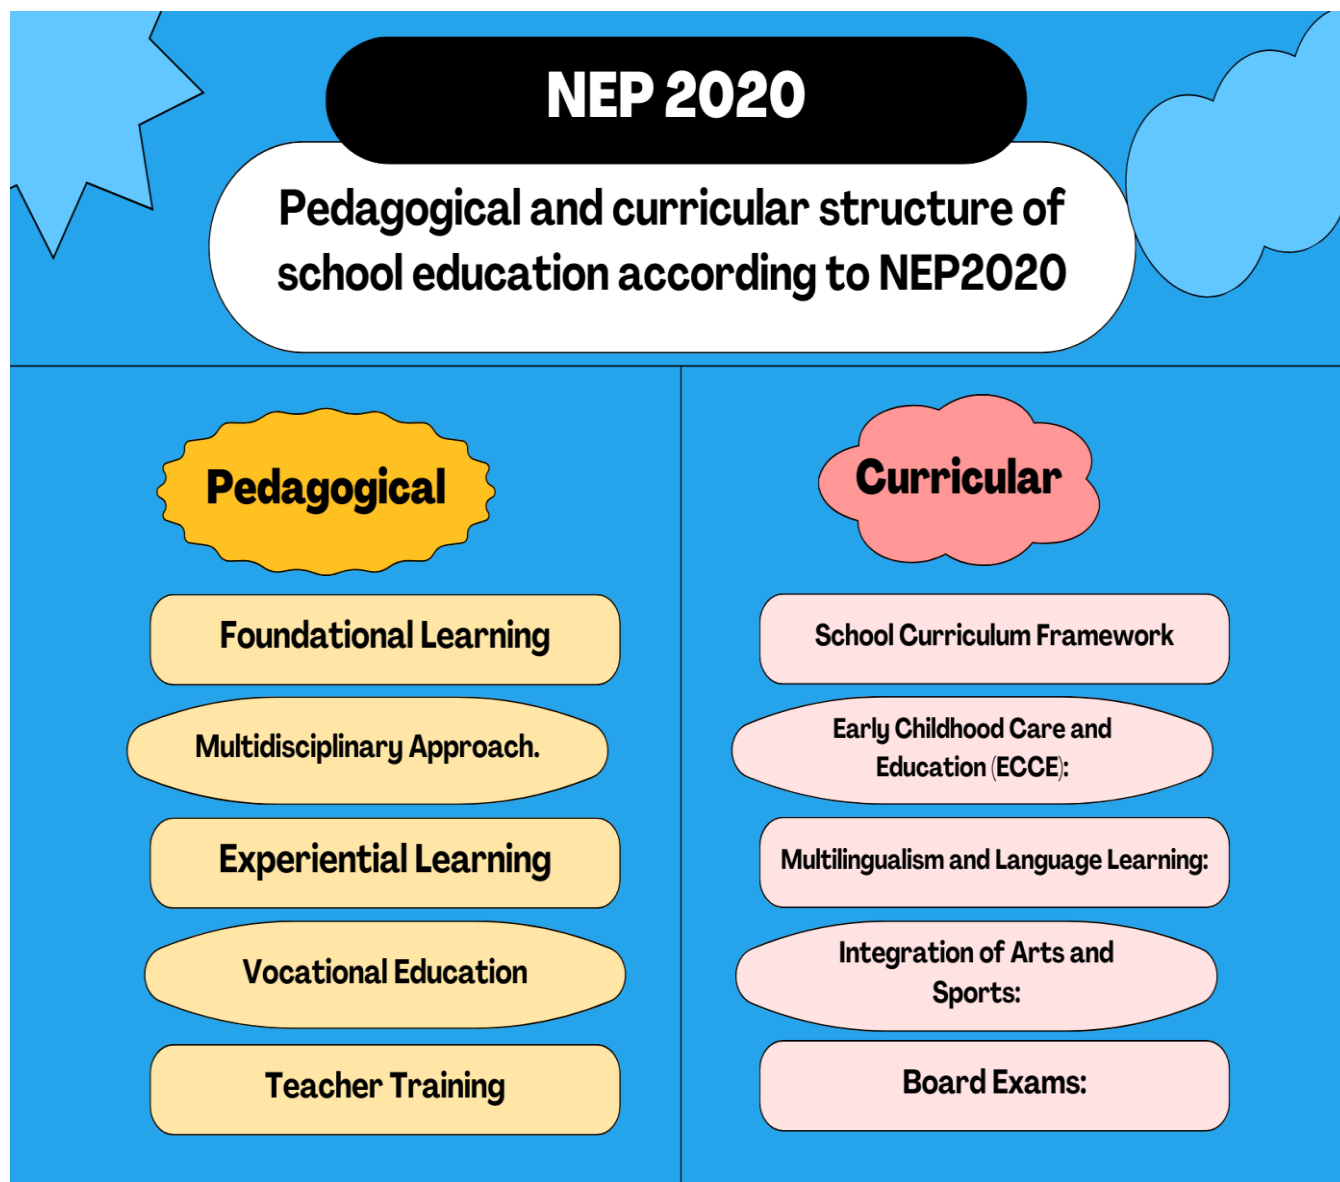 NEP 2020
Pedagogical and curricular structure of
school education according to NEP2020
Pedagogical
Foundational Learning
Multidisciplinary Approach.
Experiential Learning
Vocational Education
Teacher Training
Curricular
School Curriculum Framework
Early Childhood Care and
Education (ECCE):
Multilingualism and Language Learning:
Integration of Arts and
Sports:
Board Exams: